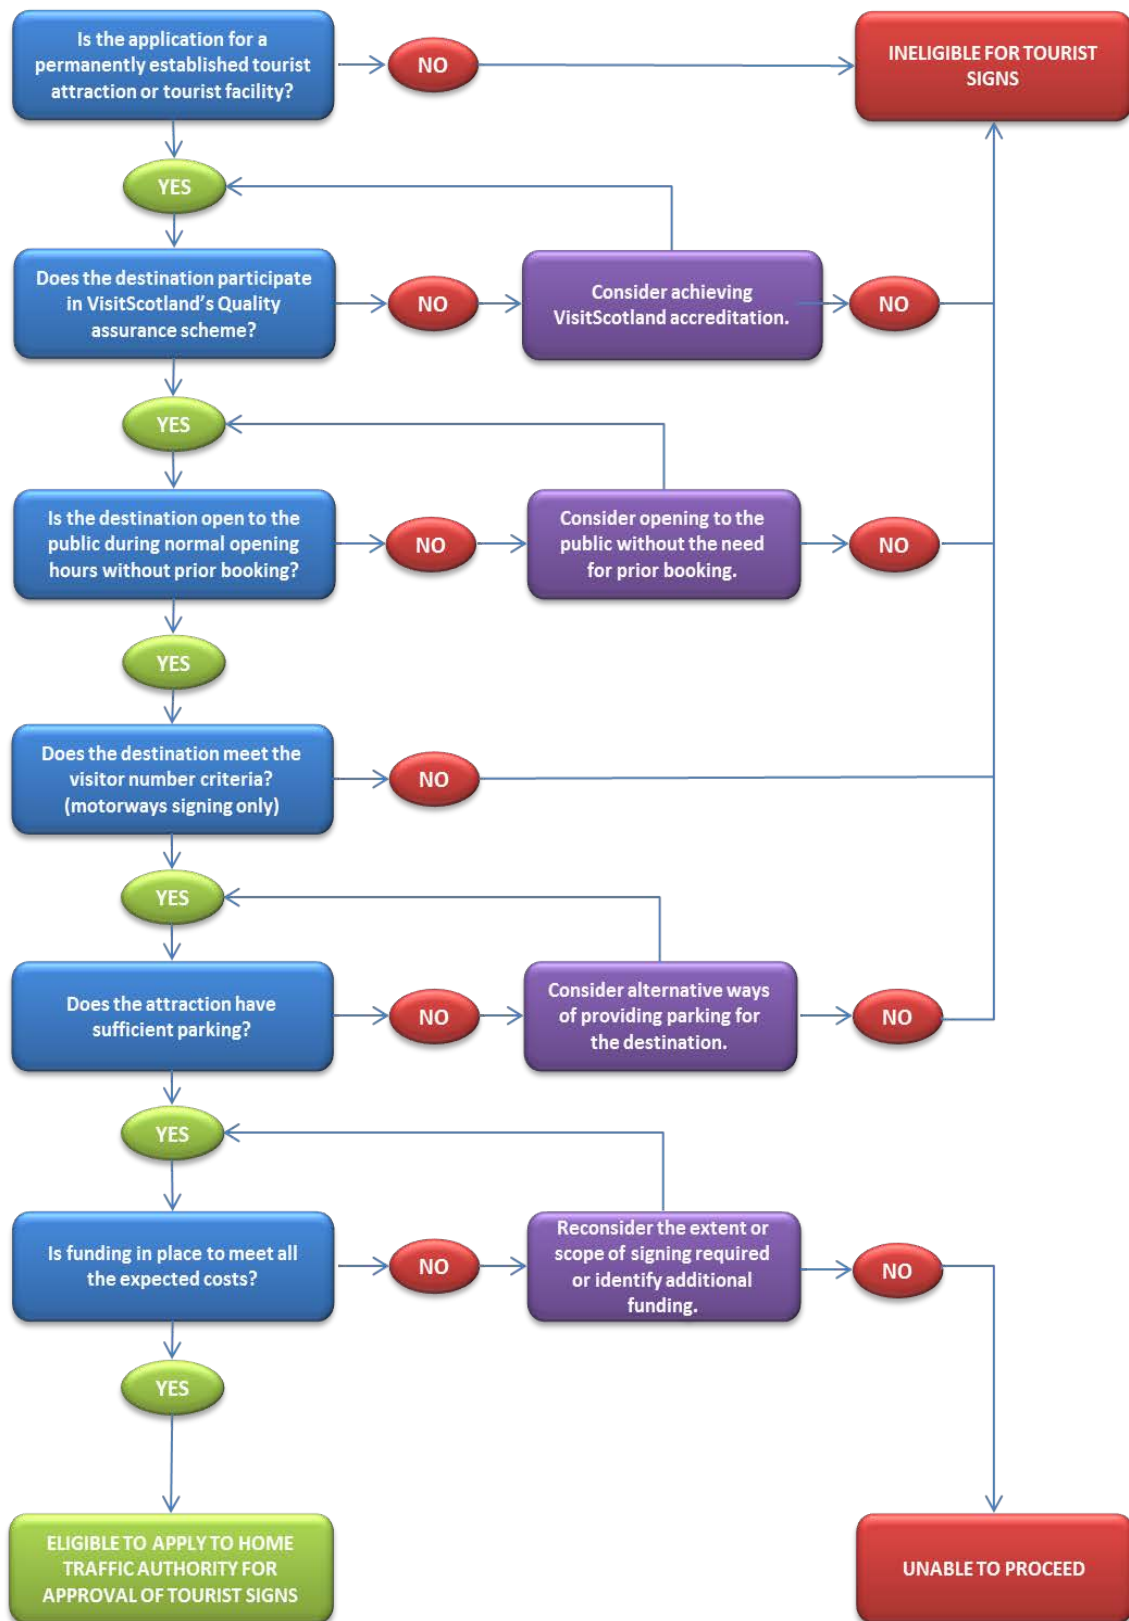 Is the application for a
permanently established tourist
attraction or tourist facility?
NO
INELIGIBLE FOR TOURIST
SIGNS
YES
Does the destination participate
in VisitScotland's Quality
assurance scheme?
NO
Consider achieving
VisitScotland accreditation.
NO
YES
Is the destination open to the
public during normal opening
hours without prior booking?
NO
Consider opening to the
public without the need
for prior booking.
NO
YES
Does the destination meet the
visitor number criteria?
(motorways signing only)
NO
YES
Does the attraction have
sufficient parking?
NO
Consider alternative ways
of providing parking for
the destination.
NO
YES
Is funding in place to meet all
the expected costs?
NO
Reconsider the extent or
scope of signing required
or identify additional
funding.
NO
YES
ELIGIBLE TO APPLY TO HOME
TRAFFIC AUTHORITY FOR
APPROVAL OF TOURIST SIGNS
UNABLE TO PROCEED